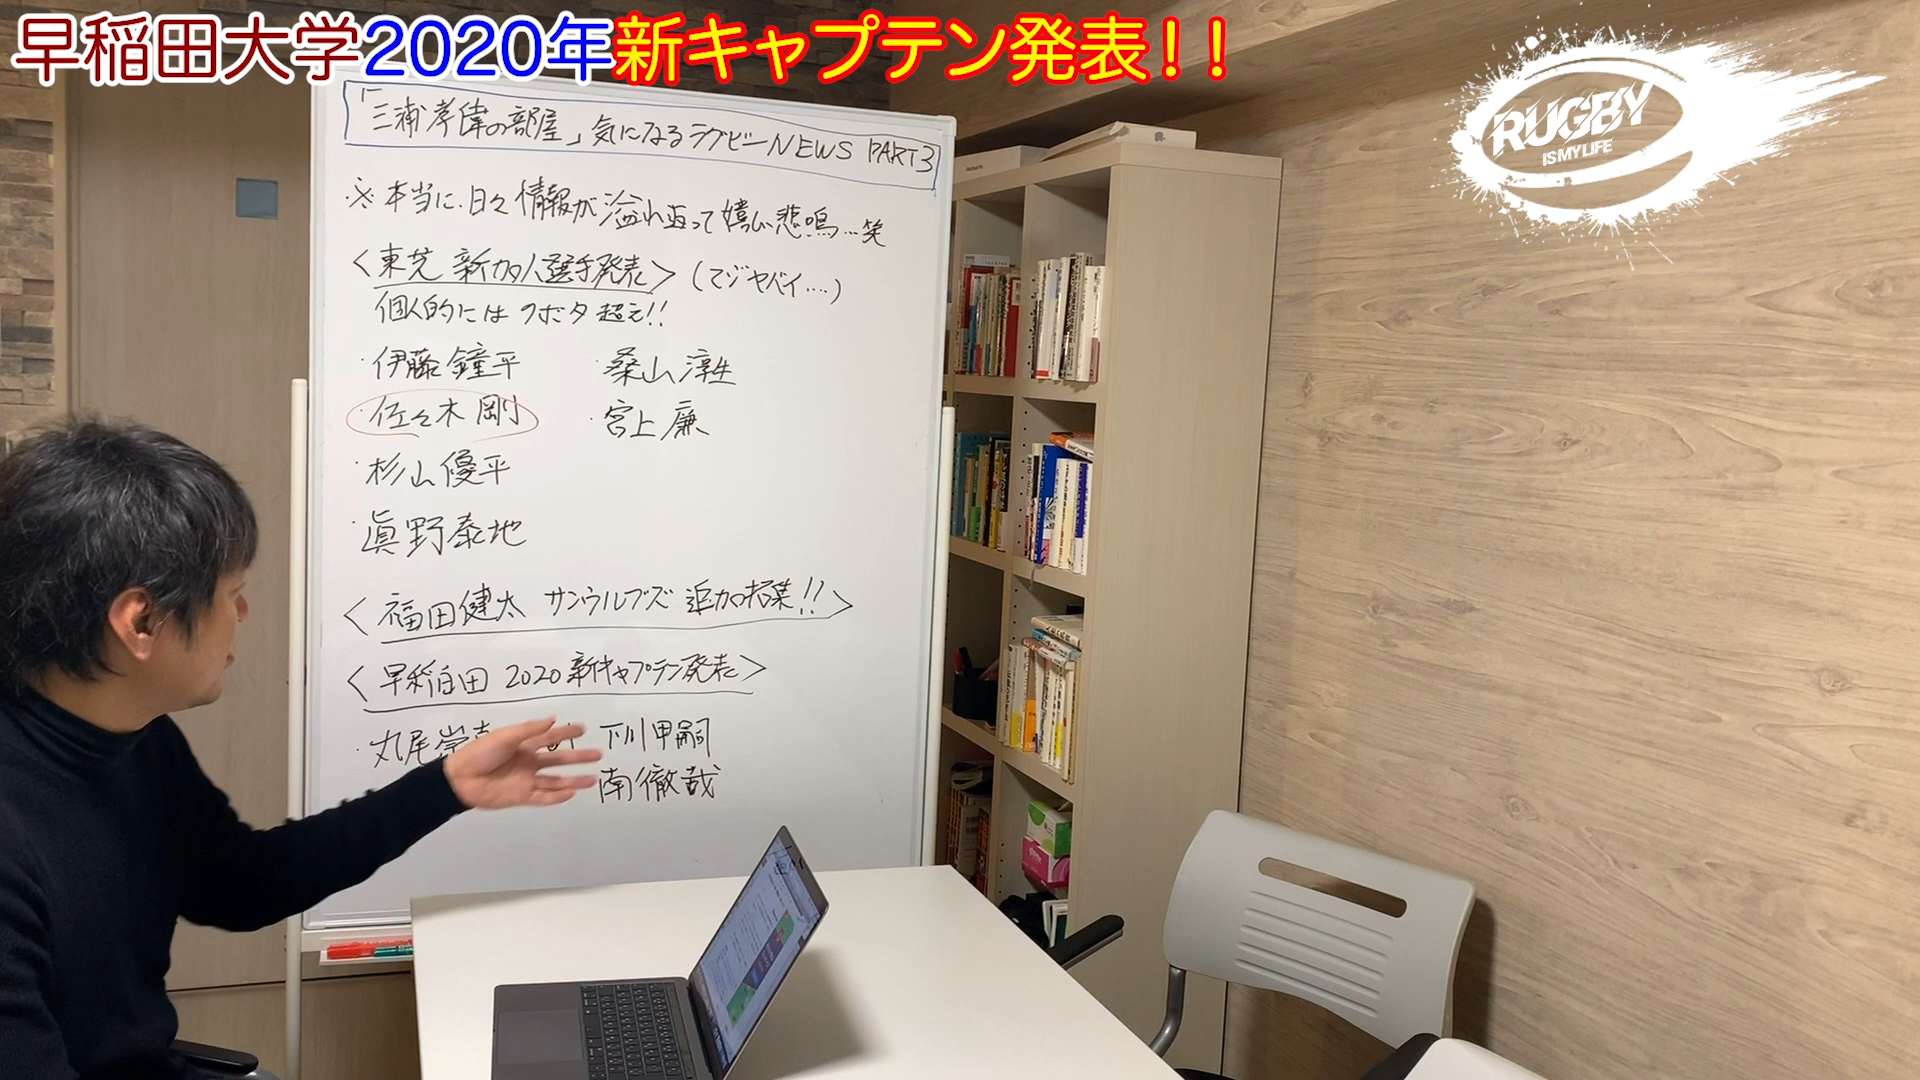 早稲田大学2020年新キャプテン発表!!
RUGBY
IS MY LIFE
「三浦孝偉の部屋」気になるラグビーNEWS PART3
※本当に、日々情報が溢れ返って嬉しい悲鳴…笑
<東芝 新加入選手発表>(マジヤバイ‥‥)
個人的にはクボタ超え!!
・伊藤鐘平 ・桑山淳生
・佐々木剛 ・宮上廉
・杉山優平
・眞野泰地
<福田健太 サンウルブズ 追加招集!!>
<早稲田 2020新キャプテン発表>
・丸尾崇真 下川甲嗣
南徹哉